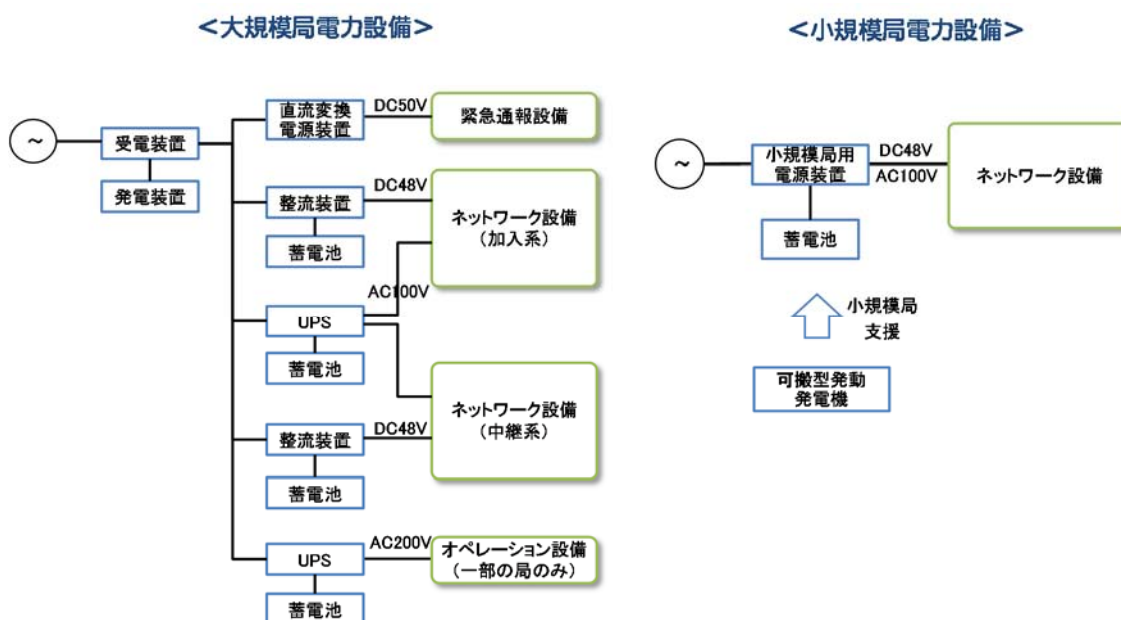 <大規模局電力設備>
~
受電装置
発電装置
直流変換
電源装置
DC50V
緊急通報設備
整流装置
DC48V
蓄電池
ネットワーク設備
(加入系)
AC100V
UPS
蓄電池
ネットワーク設備
(中継系)
整流装置
DC48V
蓄電池
UPS
AC200V
オペレーション設備
(一部の局のみ)
蓄電池
<小規模局電力設備>
~
小規模局用
電源装置
DC48V
AC100V
ネットワーク設備
蓄電池
小規模局
支援
可搬型発動
発電機